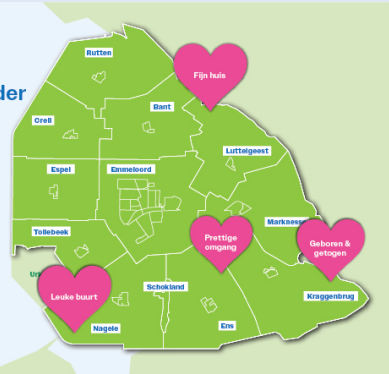 Rutten
Fijn huis
der
Bant
Creil
Luttelgeest
Espel
Emmeloord
Tollebeek
Prettige
omgang
Marknesse
Geboren &
getogen
Ur
Schokland
Leuke buurt
Kraggenbrug
Nagele
Ens